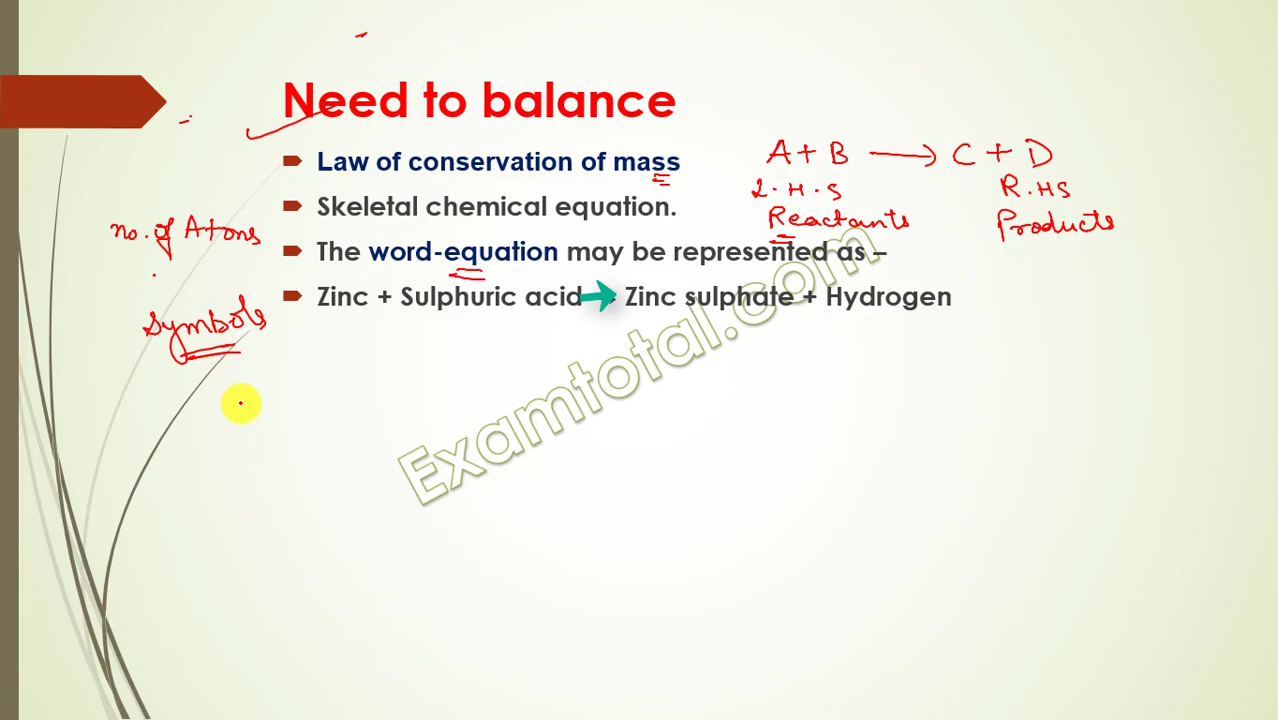 Need to balance
Law of conservation of mass
A + B → C + D
L.H.S
R.HS
Reactants
Products
Skeletal chemical equation.
no. of Atoms
The word-equation may be represented as –
Zinc + Sulphuric acid → Zinc sulphate + Hydrogen
Symbols
Examtotal.com